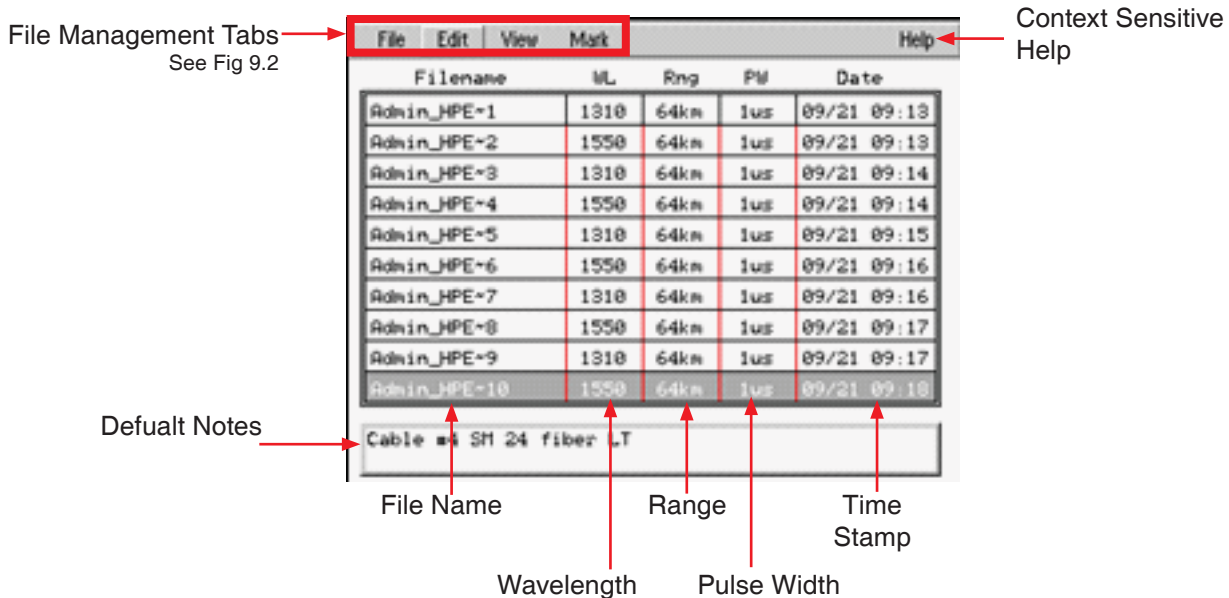 File Management Tabs
See Fig 9.2
Context Sensitive
Help
File Edit View Mark Help
Filename WL Rng PW Date
Admin_HPE~1 1310 64km 1us 09/21 09:13
Admin_HPE~2 1550 64km 1us 09/21 09:13
Admin_HPE~3 1310 64km 1us 09/21 09:14
Admin_HPE~4 1550 64km 1us 09/21 09:14
Admin_HPE~5 1310 64km 1us 09/21 09:15
Admin_HPE~6 1550 64km 1us 09/21 09:16
Admin_HPE~7 1310 64km 1us 09/21 09:16
Admin_HPE~8 1550 64km 1us 09/21 09:17
Admin_HPE~9 1310 64km 1us 09/21 09:17
Admin_HPE~10 1550 64km 1us 09/21 09:18
Defualt Notes
Cable #4 SM 24 fiber LT
File Name
Range
Time
Stamp
Wavelength
Pulse Width